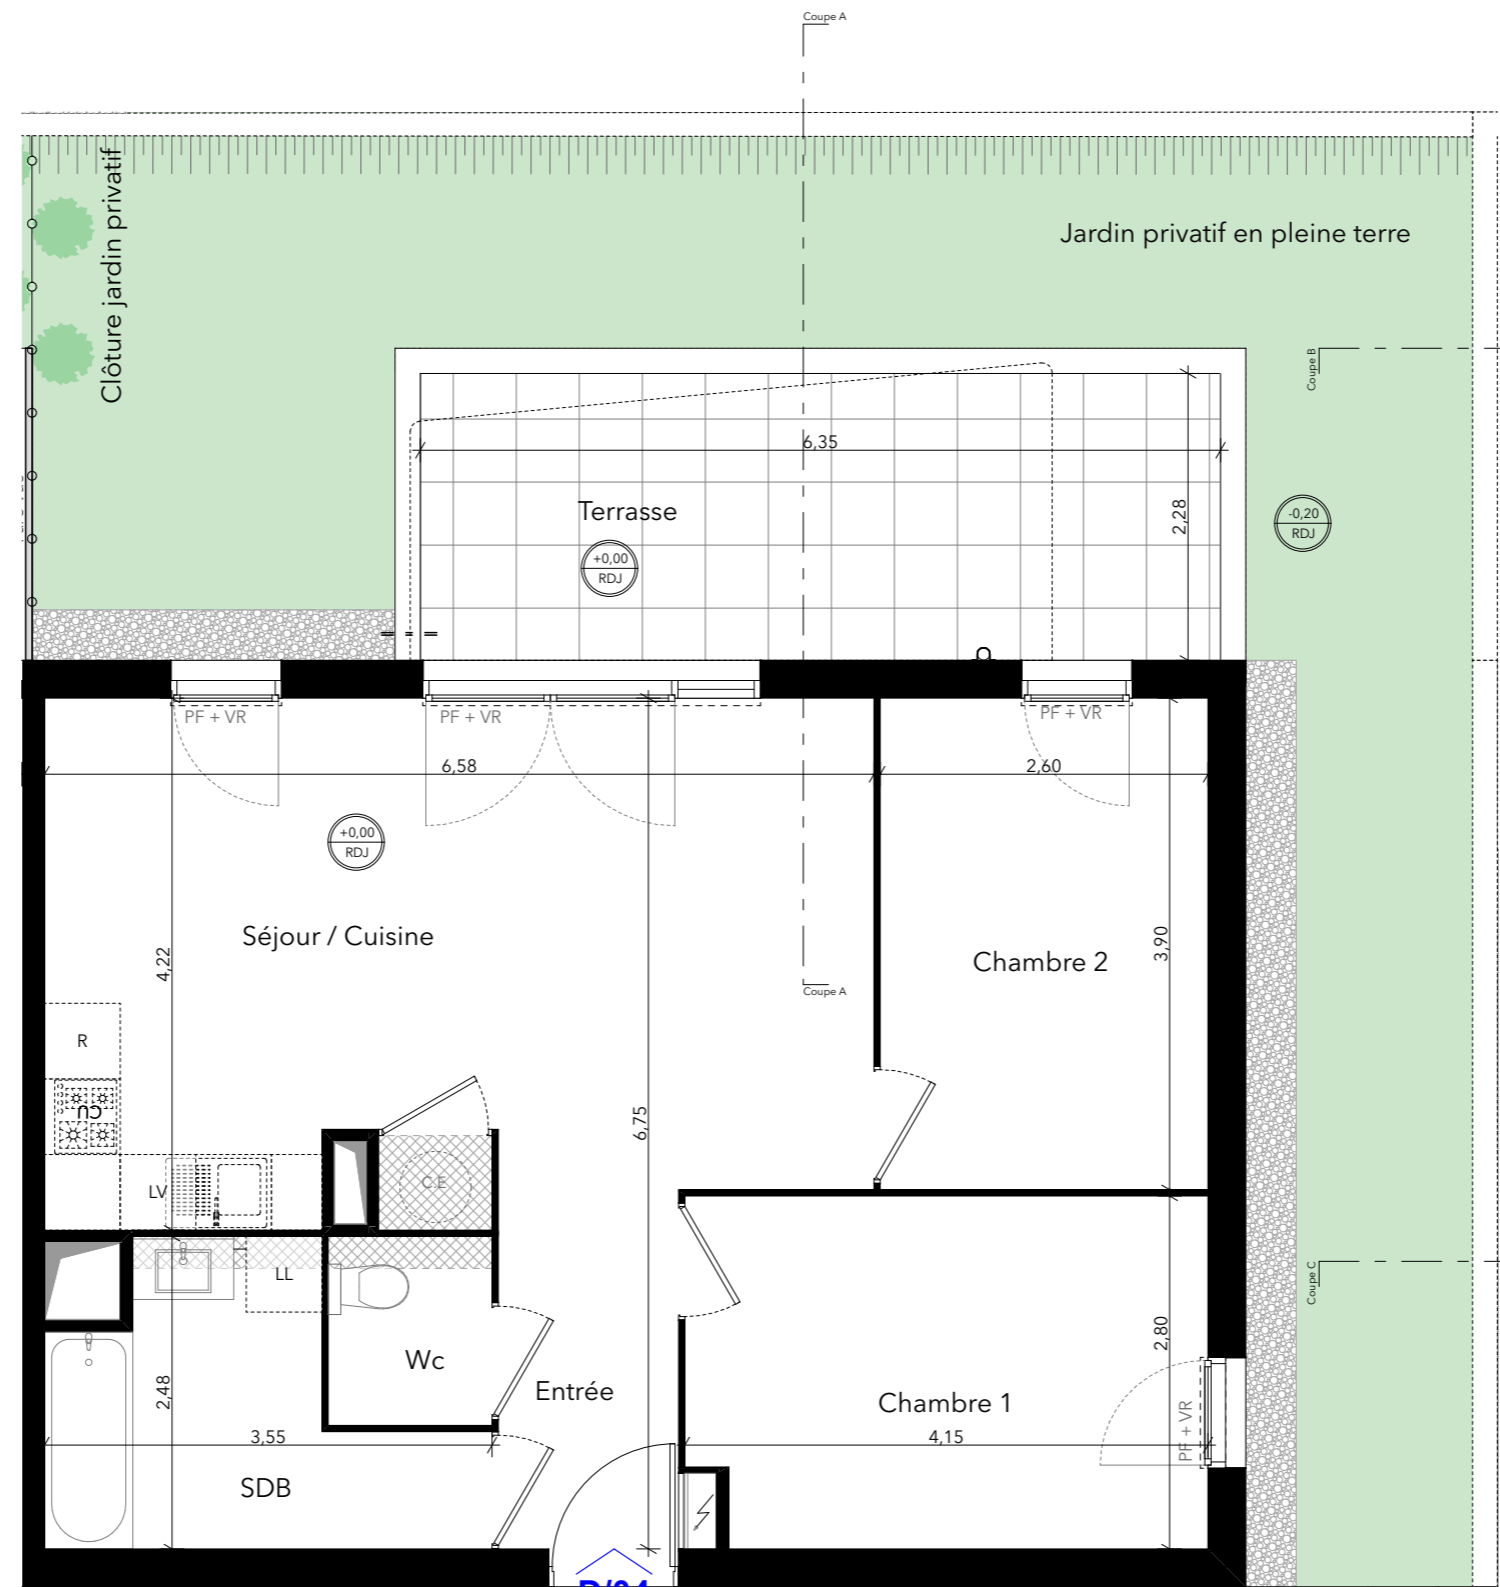 Coupe A
Clôture jardin privatif
Jardin privatif en pleine terre
Coupe B
6,35
Terrasse
2,28
-0,20
RDJ
+0,00
RDJ
PF + VR
PF + VR
PF + VR
6,58
2,60
+0,00
RDJ
Séjour / Cuisine
4,22
Chambre 2
3,90
Coupe A
R
CU
6,75
C.E
LV
LL
Coupe C
Wc
Entrée
2,80
2,48
Chambre 1
PF + VR
3,55
4,15
SDB